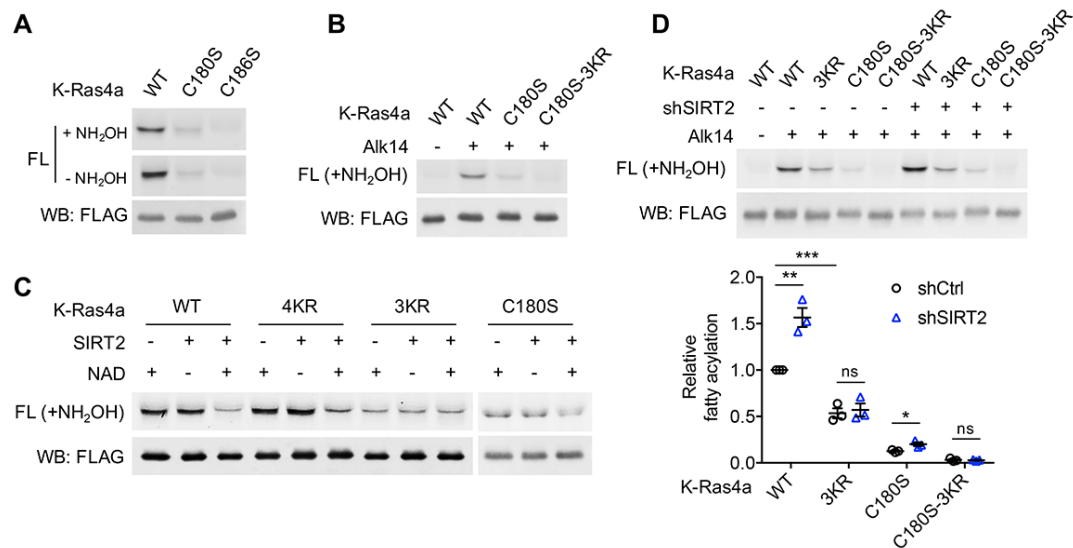 A
K-Ras4a WT C180S C186S
FL
+ NH₂OH
- NH₂OH
WB: FLAG
B
K-Ras4a WT WT C180S C180S-3KR
Alk14 - + + +
FL (+NH₂OH)
WB: FLAG
C
K-Ras4a WT 4KR 3KR C180S
SIRT2 - + + - + + - + + - + +
NAD + - + + - + + - + + - +
FL (+NH₂OH)
WB: FLAG
D
K-Ras4a WT WT 3KR C180S C180S-3KR WT 3KR C180S C180S-3KR
shSIRT2 - - - - - + + + +
Alk14 - + + + + + + + +
FL (+NH₂OH)
WB: FLAG
Relative
fatty acylation
2.0
1.5
1.0
0.5
0.0
***
**
ns
*
ns
shCtrl
shSIRT2
K-Ras4a WT 3KR C180S C180S-3KR